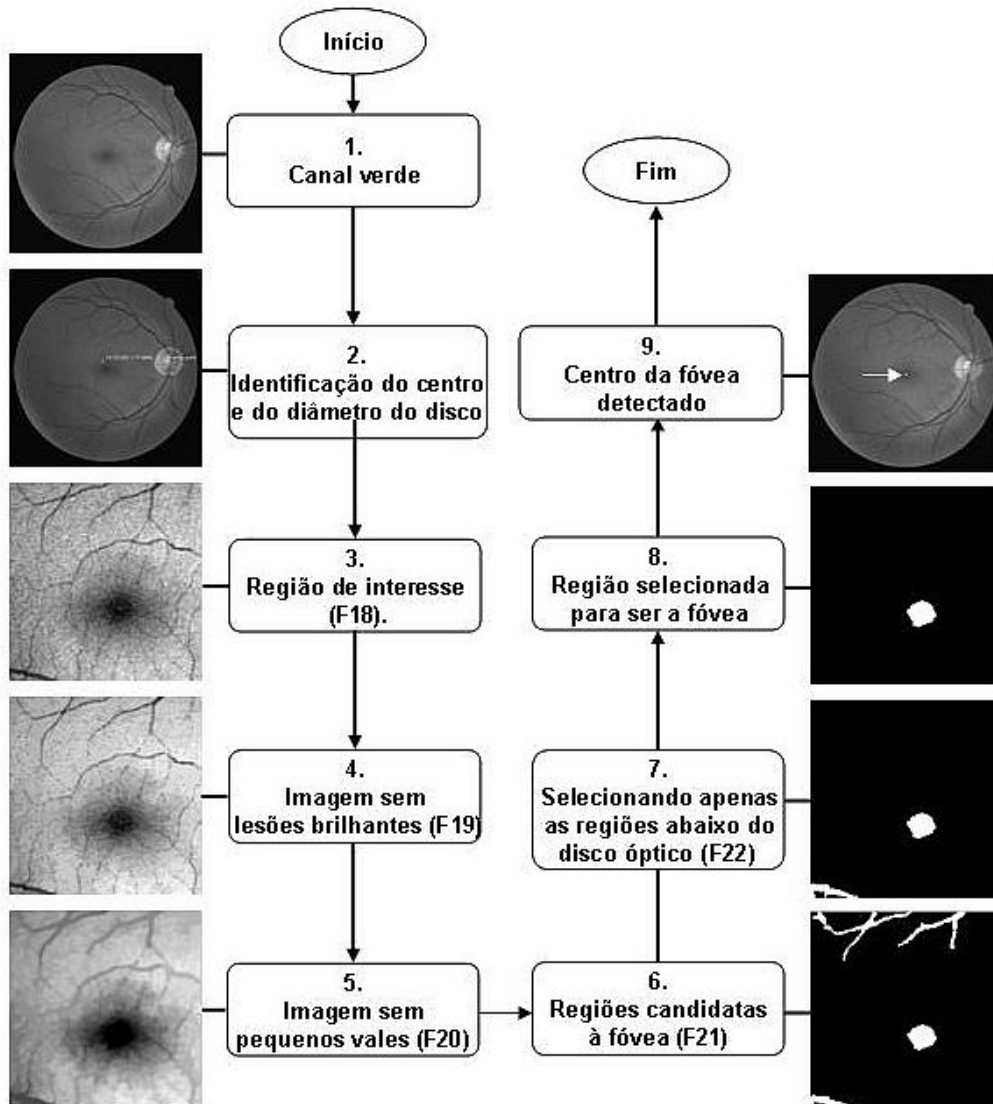 Início
1.
Canal verde
2.
Identificação do centro
e do diâmetro do disco
3.
Região de interesse
(F18).
4.
Imagem sem
lesões brilhantes (F19)
5.
Imagem sem
pequenos vales (F20)
6.
Regiões candidatas
à fóvea (F21)
7.
Selecionando apenas
as regiões abaixo do
disco óptico (F22)
8.
Região selecionada
para ser a fóvea
9.
Centro da fóvea
detectado
Fim